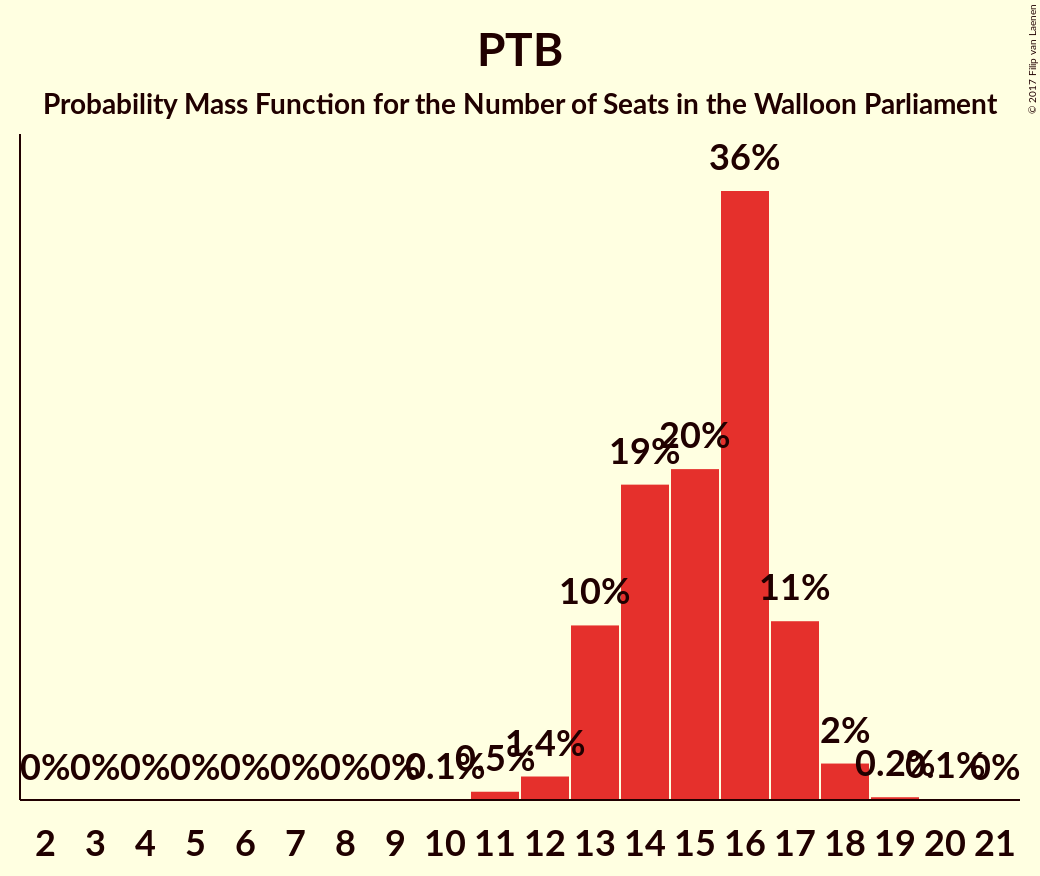 PTB
Probability Mass Function for the Number of Seats in the Walloon Parliament
© 2017 Filip van Laenen
0% 0% 0% 0% 0% 0% 0% 0% 0.1% 0.5% 1.4% 10% 19% 20% 36% 11% 2% 0.2% 0.1% 0%
2 3 4 5 6 7 8 9 10 11 12 13 14 15 16 17 18 19 20 21